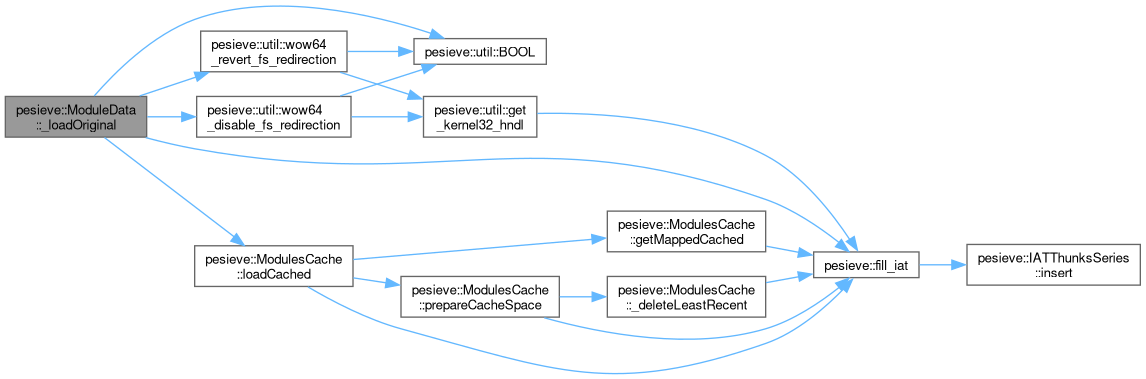 pesieve::ModuleData
::_loadOriginal
pesieve::util::wow64
_revert_fs_redirection
pesieve::util::BOOL
pesieve::util::wow64
_disable_fs_redirection
pesieve::util::get
_kernel32_hndl
pesieve::ModulesCache
::loadCached
pesieve::ModulesCache
::getMappedCached
pesieve::ModulesCache
::prepareCacheSpace
pesieve::ModulesCache
::_deleteLeastRecent
pesieve::fill_iat
pesieve::IATThunksSeries
::insert